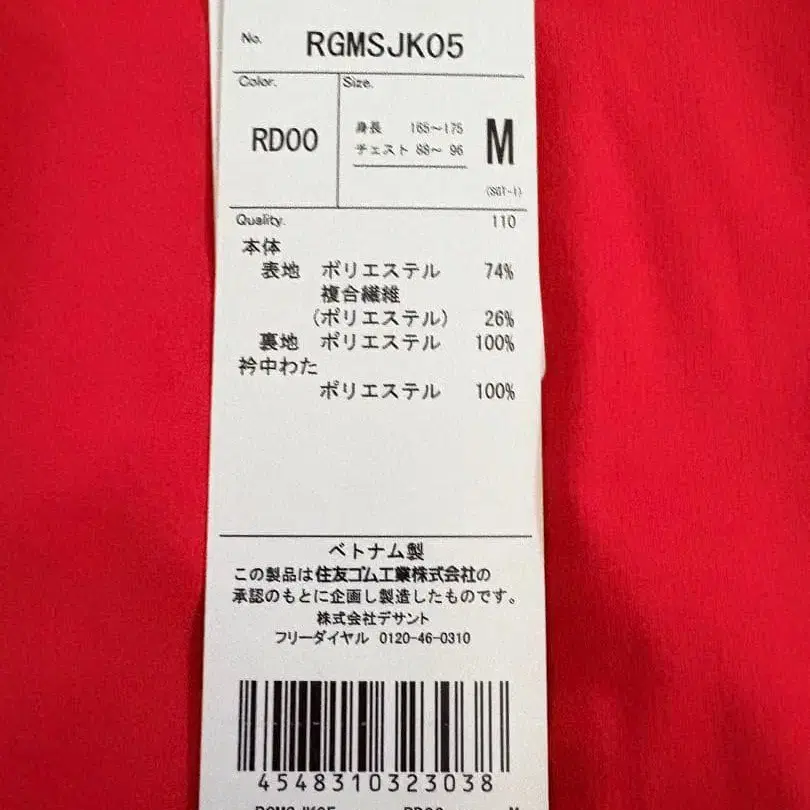 No. RGMSJK05
Color. Size.
RD00
身長 165～175
チェスト 88～ 96
M
(SGT-1)
Quality. 110
本体
表地 ポリエステル 74%
複合繊維
(ポリエステル) 26%
裏地 ポリエステル 100%
衿中わた
ポリエステル 100%
ベトナム製
この製品は住友ゴム工業株式会社の
承認のもとに企画し製造したものです。
株式会社デサント
フリーダイヤル 0120-46-0310
4548310323038
RGMSJK05 RD00 M